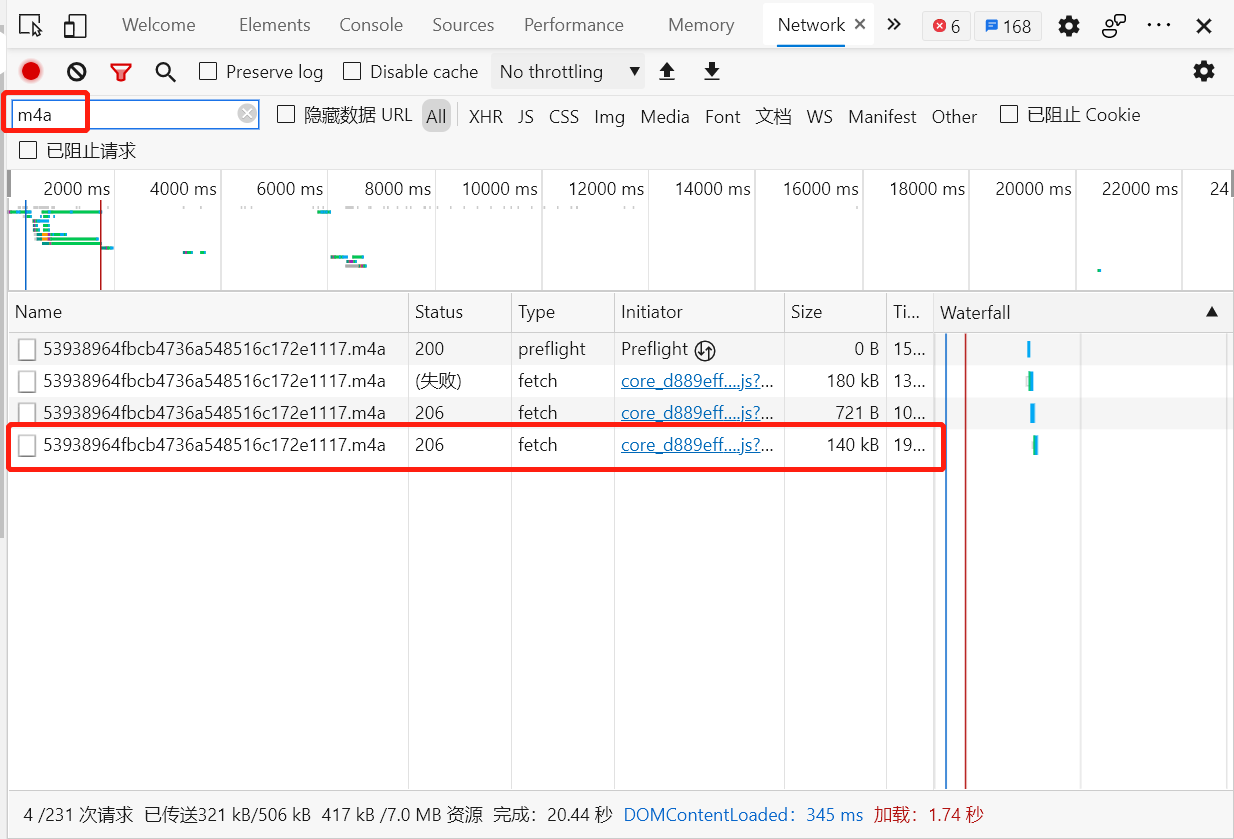 Welcome Elements Console Sources Performance Memory Network 6 168
Preserve log Disable cache No throttling
m4a 隐藏数据 URL All XHR JS CSS Img Media Font 文档 WS Manifest Other 已阻止 Cookie
已阻止请求
2000 ms 4000 ms 6000 ms 8000 ms 10000 ms 12000 ms 14000 ms 16000 ms 18000 ms 20000 ms 22000 ms 24
Name Status Type Initiator Size Ti... Waterfall
53938964fbcb4736a548516c172e1117.m4a 200 preflight Preflight 0 B 15...
53938964fbcb4736a548516c172e1117.m4a (失败) fetch core_d889eff....js?... 180 kB 13...
53938964fbcb4736a548516c172e1117.m4a 206 fetch core_d889eff....js?... 721 B 10...
53938964fbcb4736a548516c172e1117.m4a 206 fetch core_d889eff....js?... 140 kB 19...
4 /231 次请求 已传送321 kB/506 kB 417 kB /7.0 MB 资源 完成：20.44 秒 DOMContentLoaded：345 ms 加载：1.74 秒